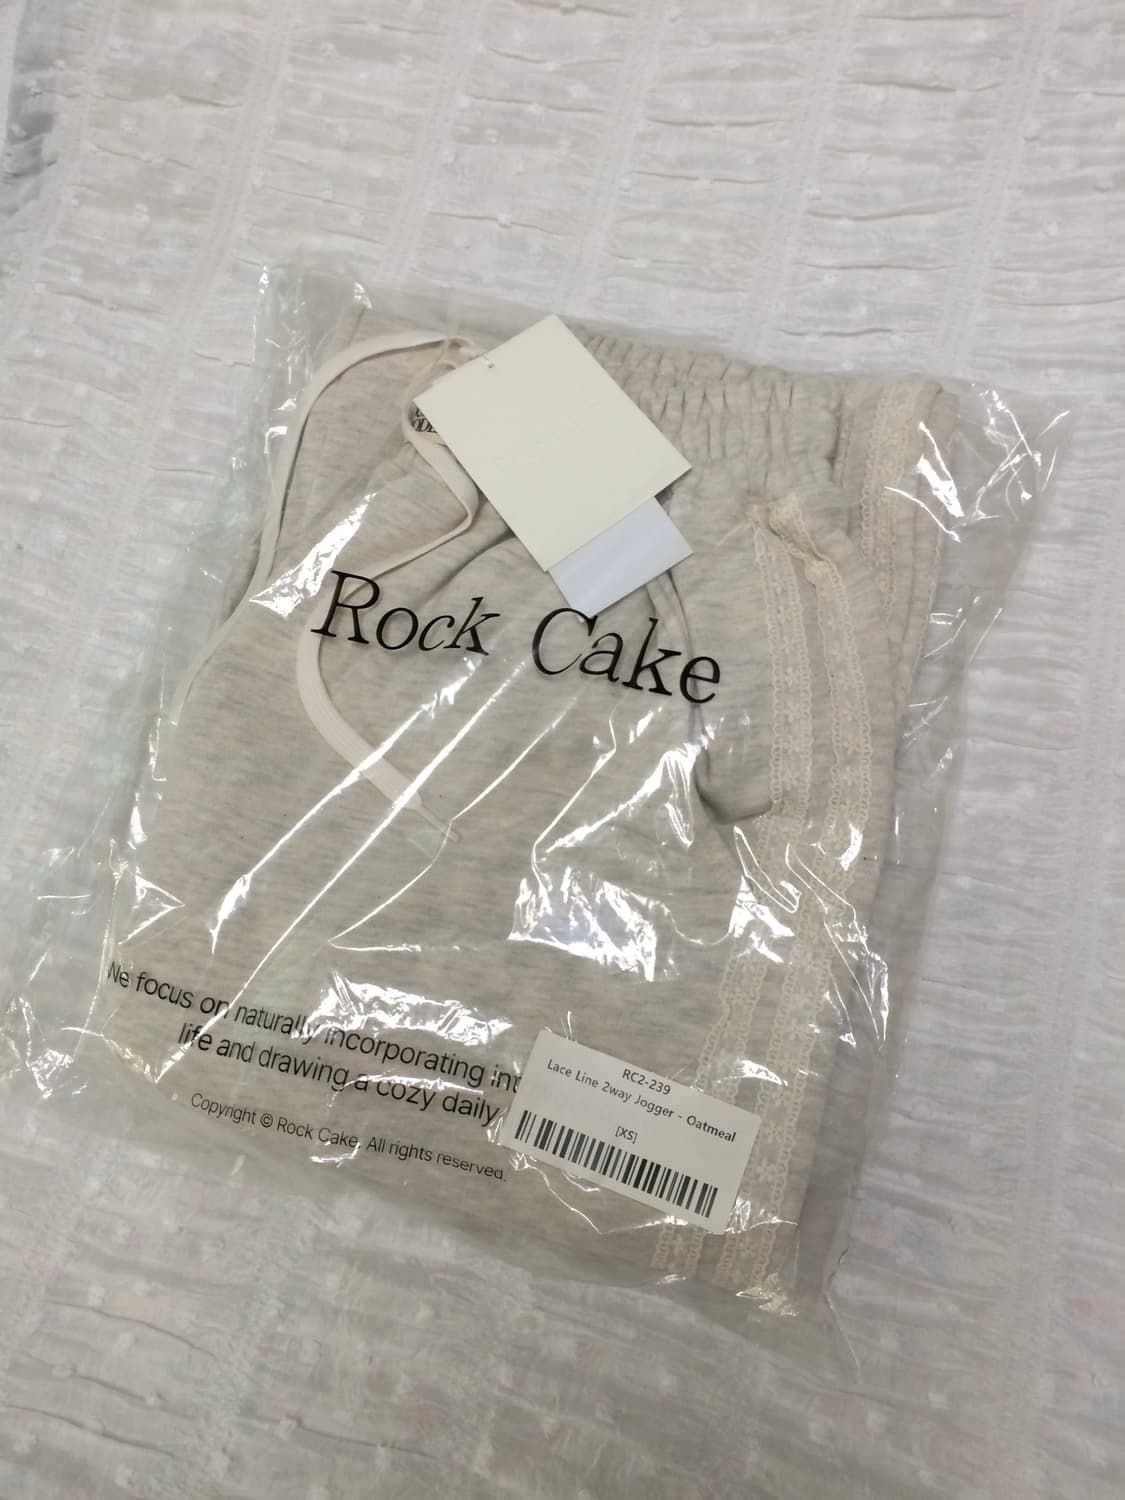 Rock Cake
We focus on naturally incorporating
life and drawing a cozy daily
Copyright © Rock Cake. All rights reserved.
RC2-239
Lace Line 2way Jogger - Oatmeal
[XS]